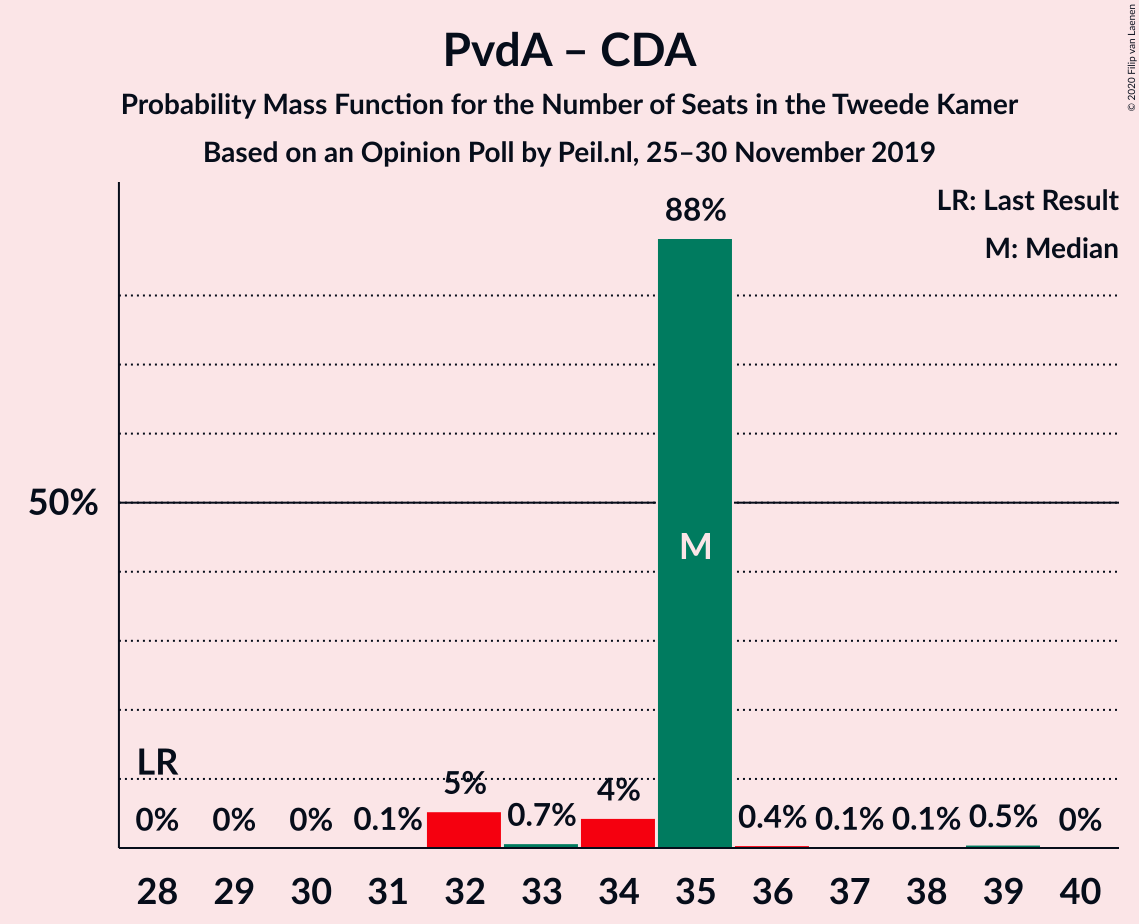 PvdA – CDA
Probability Mass Function for the Number of Seats in the Tweede Kamer
Based on an Opinion Poll by Peil.nl, 25–30 November 2019
© 2020 Filip van Laenen
LR: Last Result
M: Median
88%
50%
M
LR
0% 0% 0% 0.1% 5% 0.7% 4% 0.4% 0.1% 0.1% 0.5% 0%
28 29 30 31 32 33 34 35 36 37 38 39 40